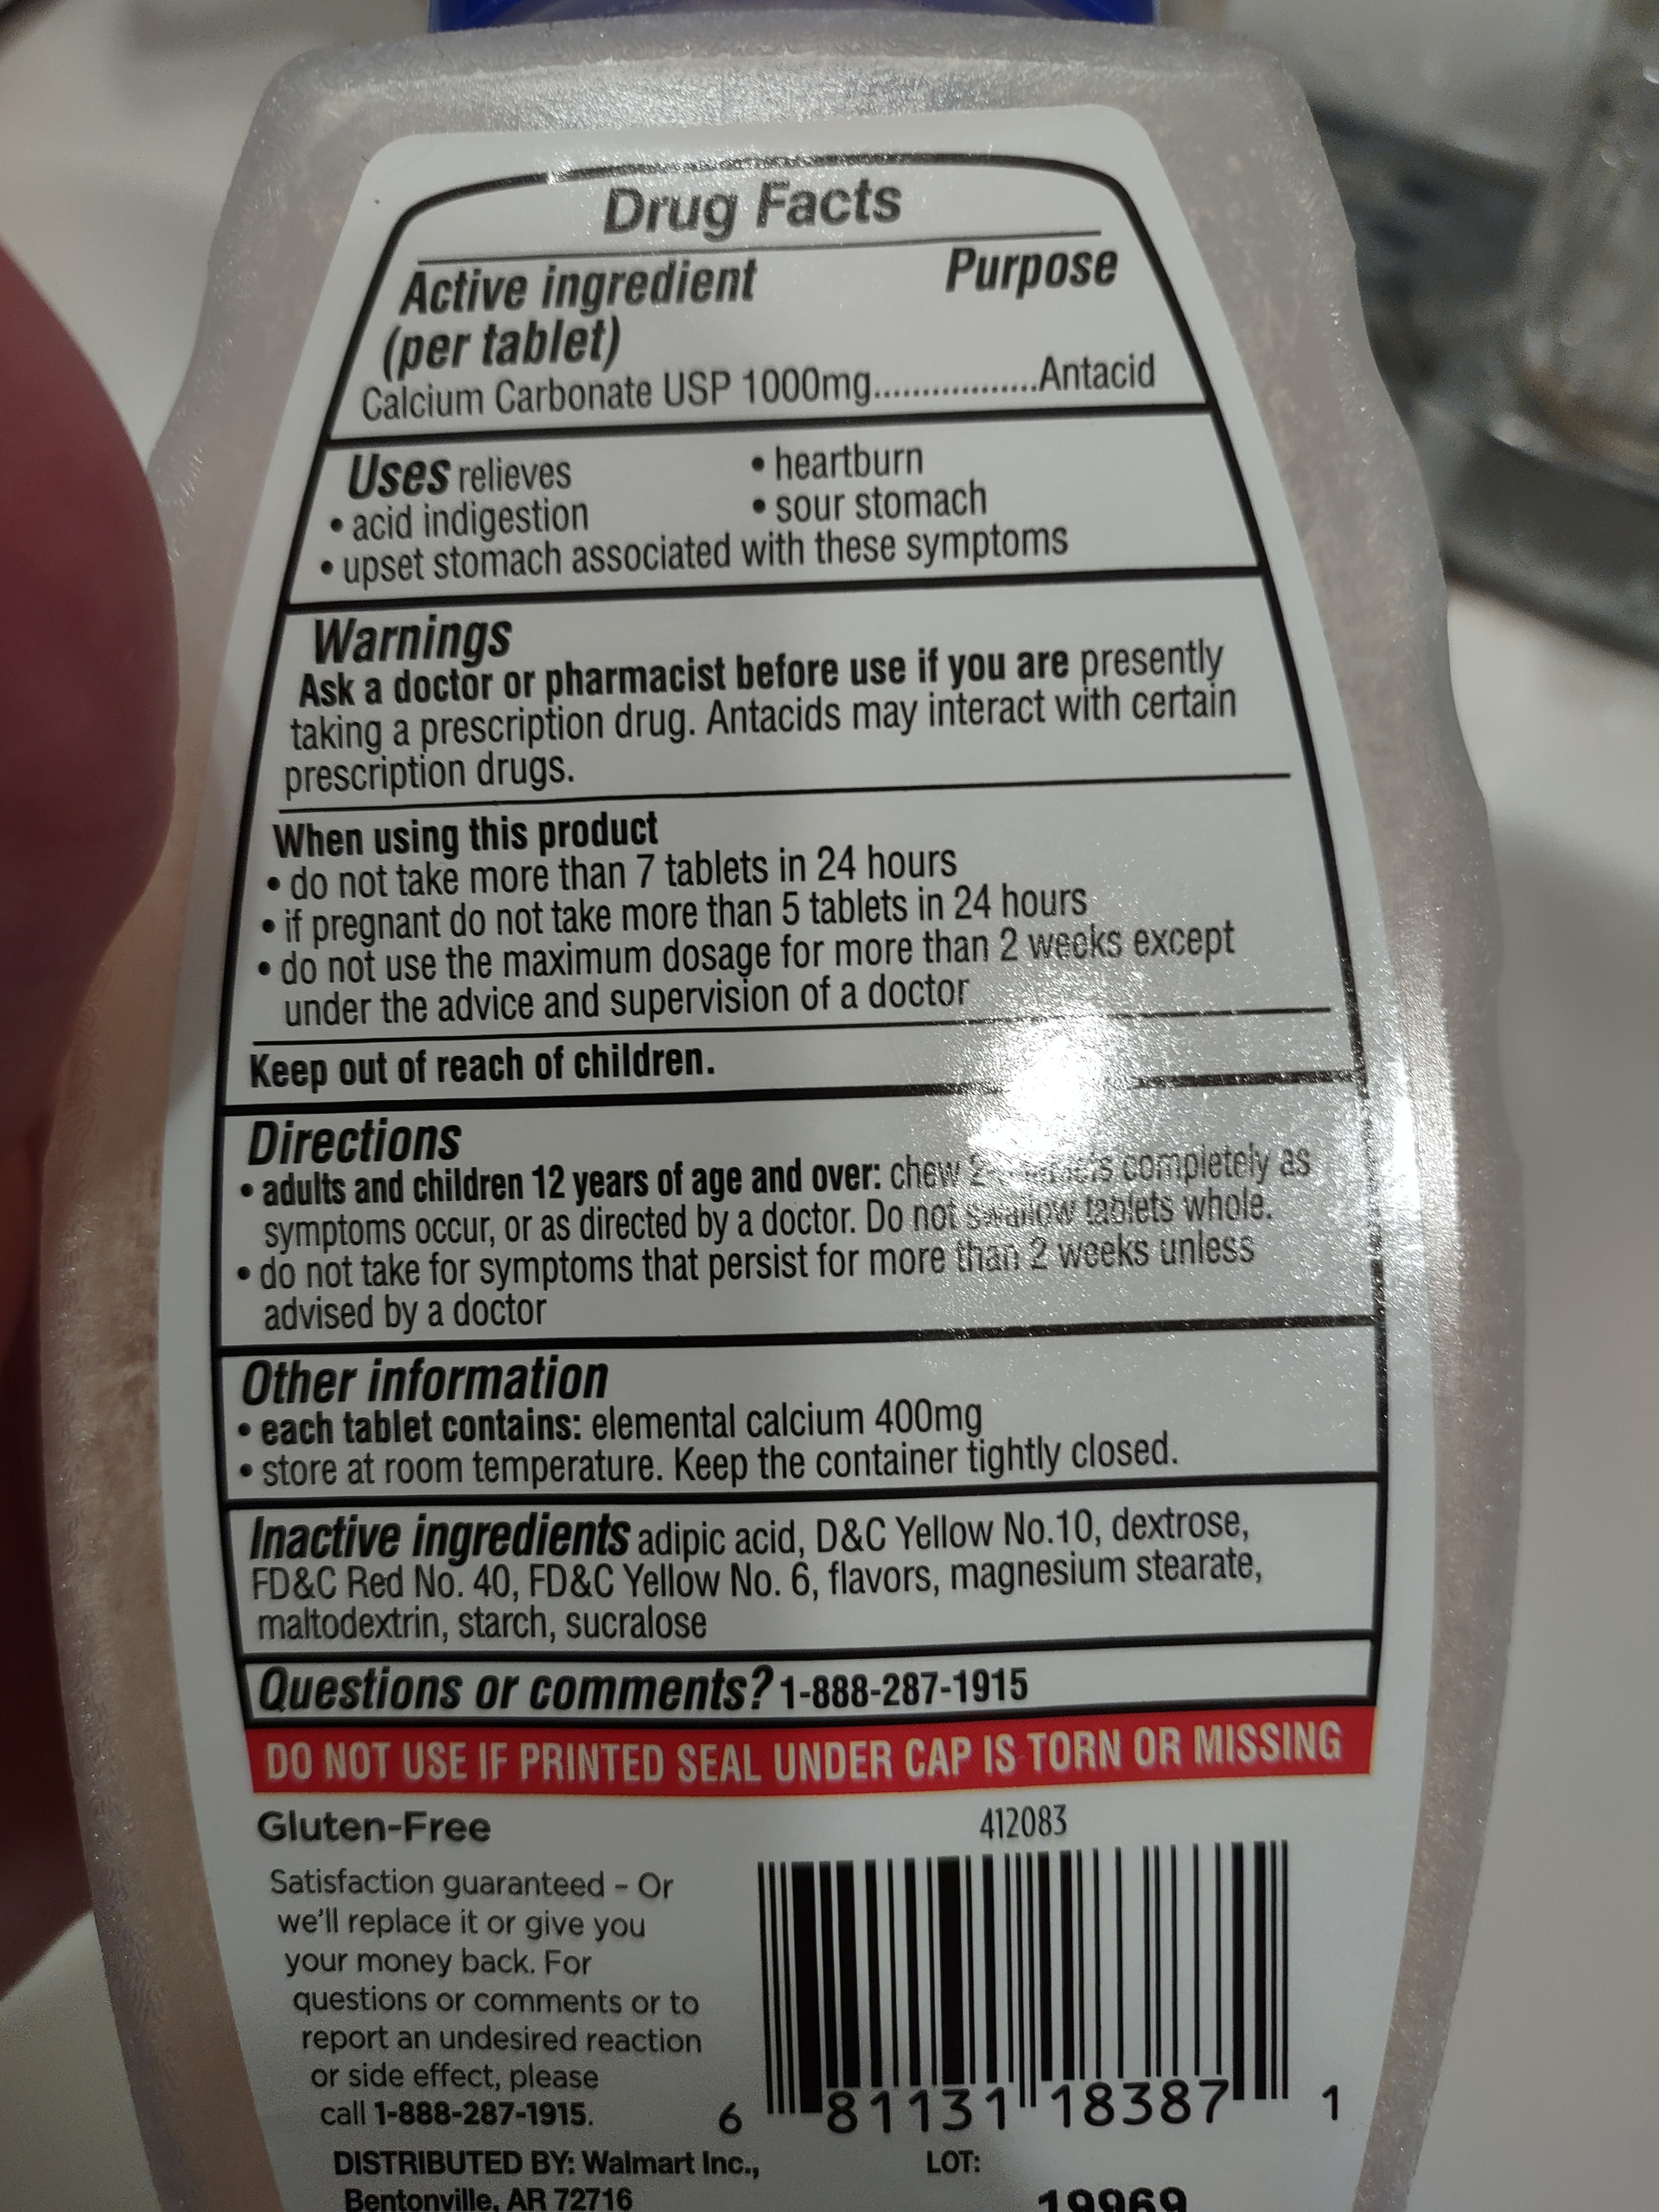 Drug Facts
Active ingredient Purpose
(per tablet)
Calcium Carbonate USP 1000mg.................Antacid
Uses relieves • heartburn
• acid indigestion • sour stomach
• upset stomach associated with these symptoms
Warnings
Ask a doctor or pharmacist before use if you are presently
taking a prescription drug. Antacids may interact with certain
prescription drugs.
When using this product
• do not take more than 7 tablets in 24 hours
• if pregnant do not take more than 5 tablets in 24 hours
• do not use the maximum dosage for more than 2 weeks except
under the advice and supervision of a doctor
Keep out of reach of children.
Directions
• adults and children 12 years of age and over: chew completely as
symptoms occur, or as directed by a doctor. Do not swallow tablets whole.
• do not take for symptoms that persist for more than 2 weeks unless
advised by a doctor
Other information
• each tablet contains: elemental calcium 400mg
• store at room temperature. Keep the container tightly closed.
Inactive ingredients adipic acid, D&C Yellow No.10, dextrose,
FD&C Red No. 40, FD&C Yellow No. 6, flavors, magnesium stearate,
maltodextrin, starch, sucralose
Questions or comments? 1-888-287-1915
DO NOT USE IF PRINTED SEAL UNDER CAP IS TORN OR MISSING
Gluten-Free
Satisfaction guaranteed – Or
we'll replace it or give you
your money back. For
questions or comments or to
report an undesired reaction
or side effect, please
call 1-888-287-1915.
DISTRIBUTED BY: Walmart Inc.,
Bentonville, AR 72716
412083
6 81131 18387 1
LOT:
19969